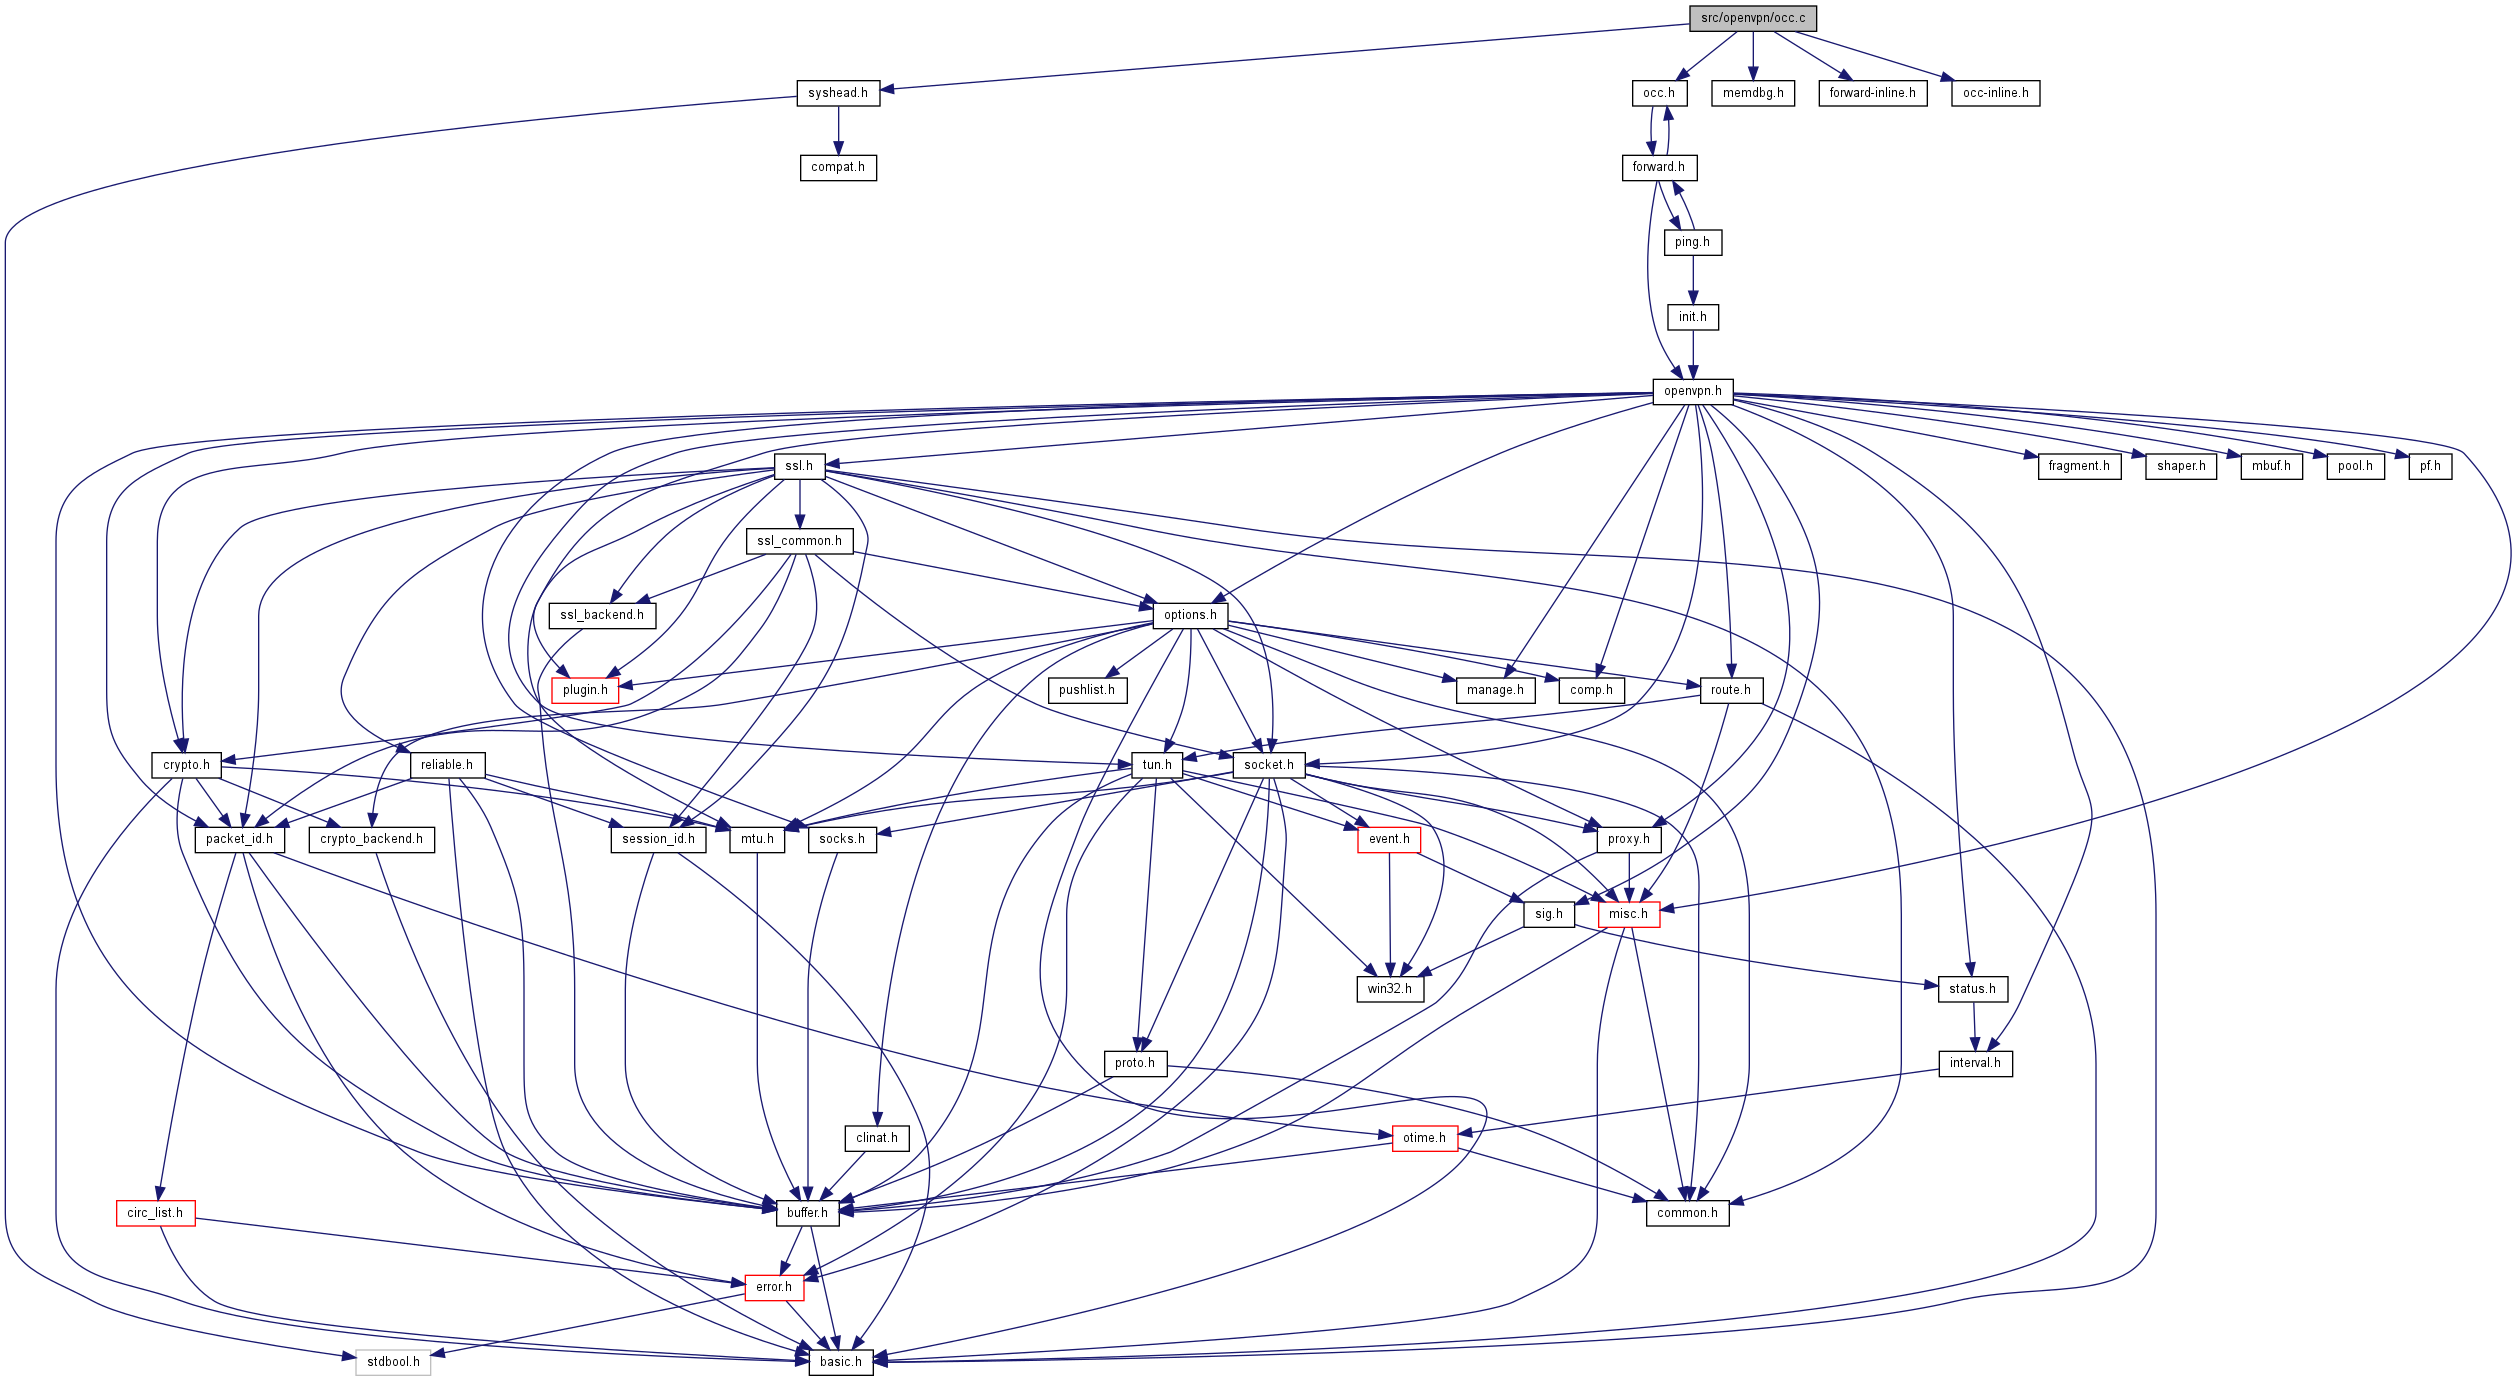 src/openvpn/occ.c
syshead.h
occ.h
memdbg.h
forward-inline.h
occ-inline.h
compat.h
forward.h
ping.h
init.h
openvpn.h
ssl.h
fragment.h
shaper.h
mbuf.h
pool.h
pf.h
ssl_common.h
ssl_backend.h
options.h
plugin.h
pushlist.h
manage.h
comp.h
route.h
crypto.h
reliable.h
tun.h
socket.h
packet_id.h
crypto_backend.h
session_id.h
mtu.h
socks.h
event.h
proxy.h
sig.h
misc.h
win32.h
status.h
proto.h
interval.h
clinat.h
otime.h
circ_list.h
buffer.h
common.h
error.h
stdbool.h
basic.h